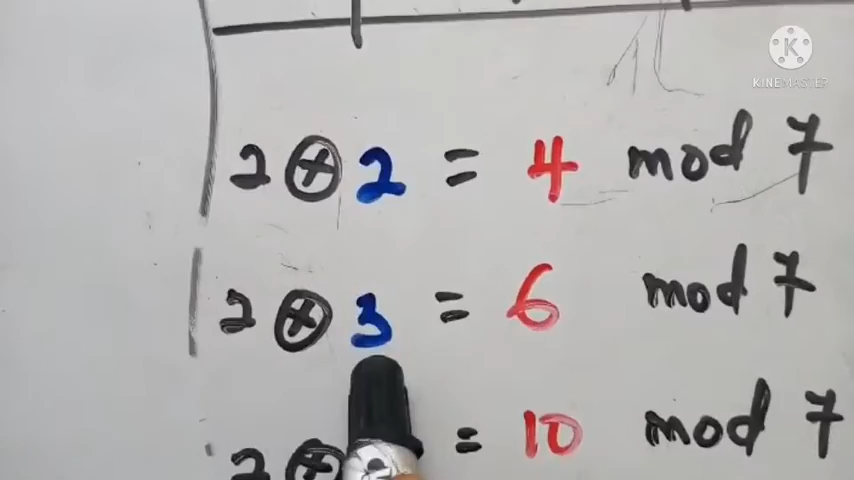 KINEMASTER
2 ⊕ 2 = 4 mod 7
2 ⊕ 3 = 6 mod 7
2 ⊕ = 10 mod 7